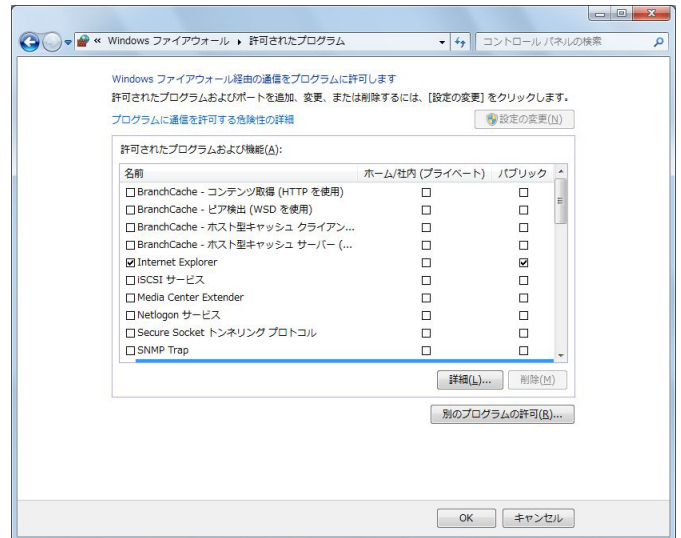 « Windows ファイアウォール ▸ 許可されたプログラム
コントロール パネルの検索
Windows ファイアウォール経由の通信をプログラムに許可します
許可されたプログラムおよびポートを追加、変更、または削除するには、[設定の変更] をクリックします。
プログラムに通信を許可する危険性の詳細
設定の変更(N)
許可されたプログラムおよび機能(A):
名前 ホーム/社内 (プライベート) パブリック
BranchCache - コンテンツ取得 (HTTP を使用)
BranchCache - ピア検出 (WSD を使用)
BranchCache - ホスト型キャッシュ クライアン...
BranchCache - ホスト型キャッシュ サーバー (...
Internet Explorer
iSCSI サービス
Media Center Extender
Netlogon サービス
Secure Socket トンネリング プロトコル
SNMP Trap
詳細(L)... 削除(M)
別のプログラムの許可(R)...
OK キャンセル